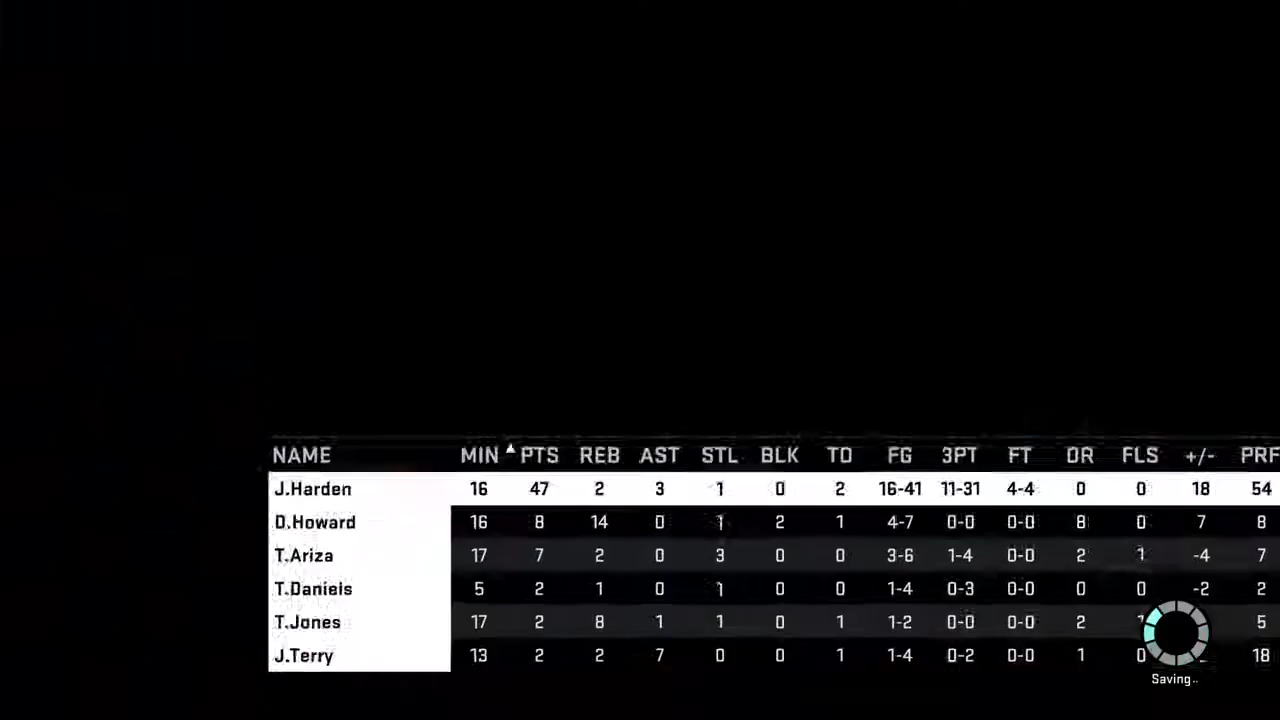 NAME MIN PTS REB AST STL BLK TO FG 3PT FT OR FLS +/- PRF
J.Harden 16 47 2 3 1 0 2 16-41 11-31 4-4 0 0 18 54
D.Howard 16 8 14 0 1 2 1 4-7 0-0 0-0 8 0 7 8
T.Ariza 17 7 2 0 3 0 0 3-6 1-4 0-0 2 1 -4 7
T.Daniels 5 2 1 0 1 0 0 1-4 0-3 0-0 0 0 -2 2
T.Jones 17 2 8 1 1 0 1 1-2 0-0 0-0 2 5
J.Terry 13 2 2 7 0 0 1 1-4 0-2 0-0 1 0 18
Saving..